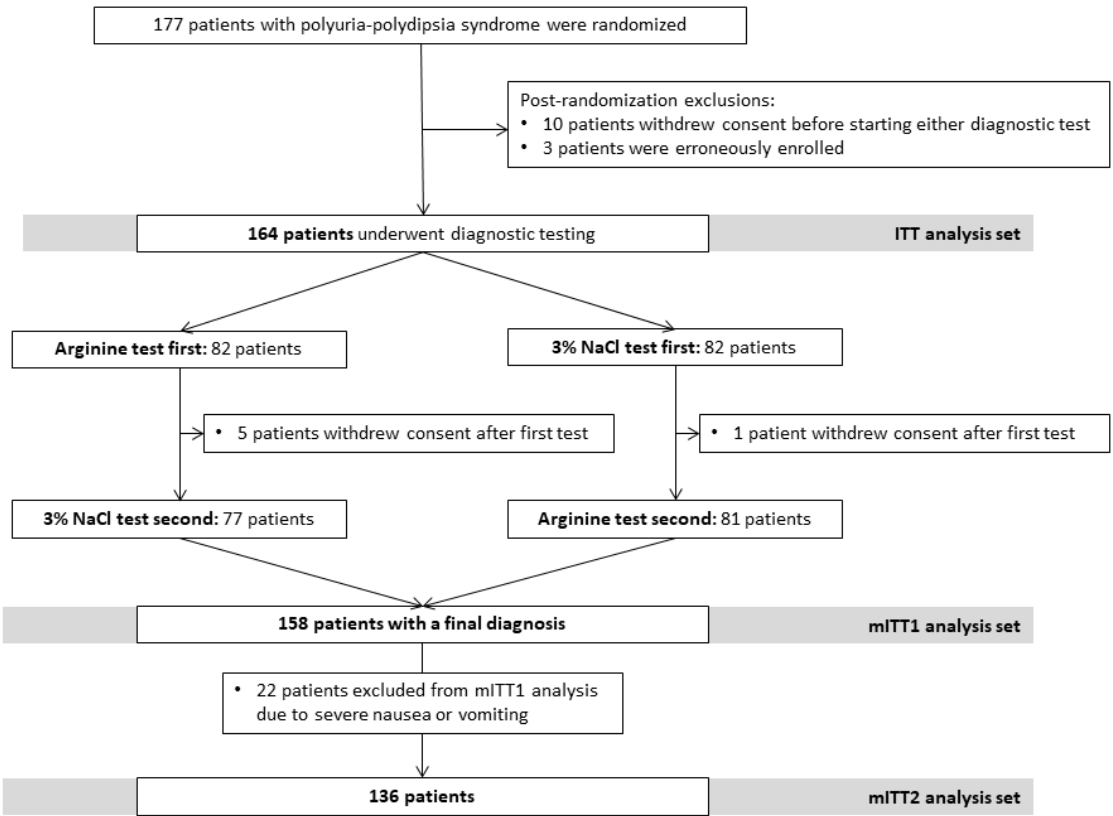 177 patients with polyuria-polydipsia syndrome were randomized
Post-randomization exclusions:
• 10 patients withdrew consent before starting either diagnostic test
• 3 patients were erroneously enrolled
164 patients underwent diagnostic testing
ITT analysis set
Arginine test first: 82 patients
3% NaCl test first: 82 patients
• 5 patients withdrew consent after first test
• 1 patient withdrew consent after first test
3% NaCl test second: 77 patients
Arginine test second: 81 patients
158 patients with a final diagnosis
mITT1 analysis set
• 22 patients excluded from mITT1 analysis
due to severe nausea or vomiting
136 patients
mITT2 analysis set